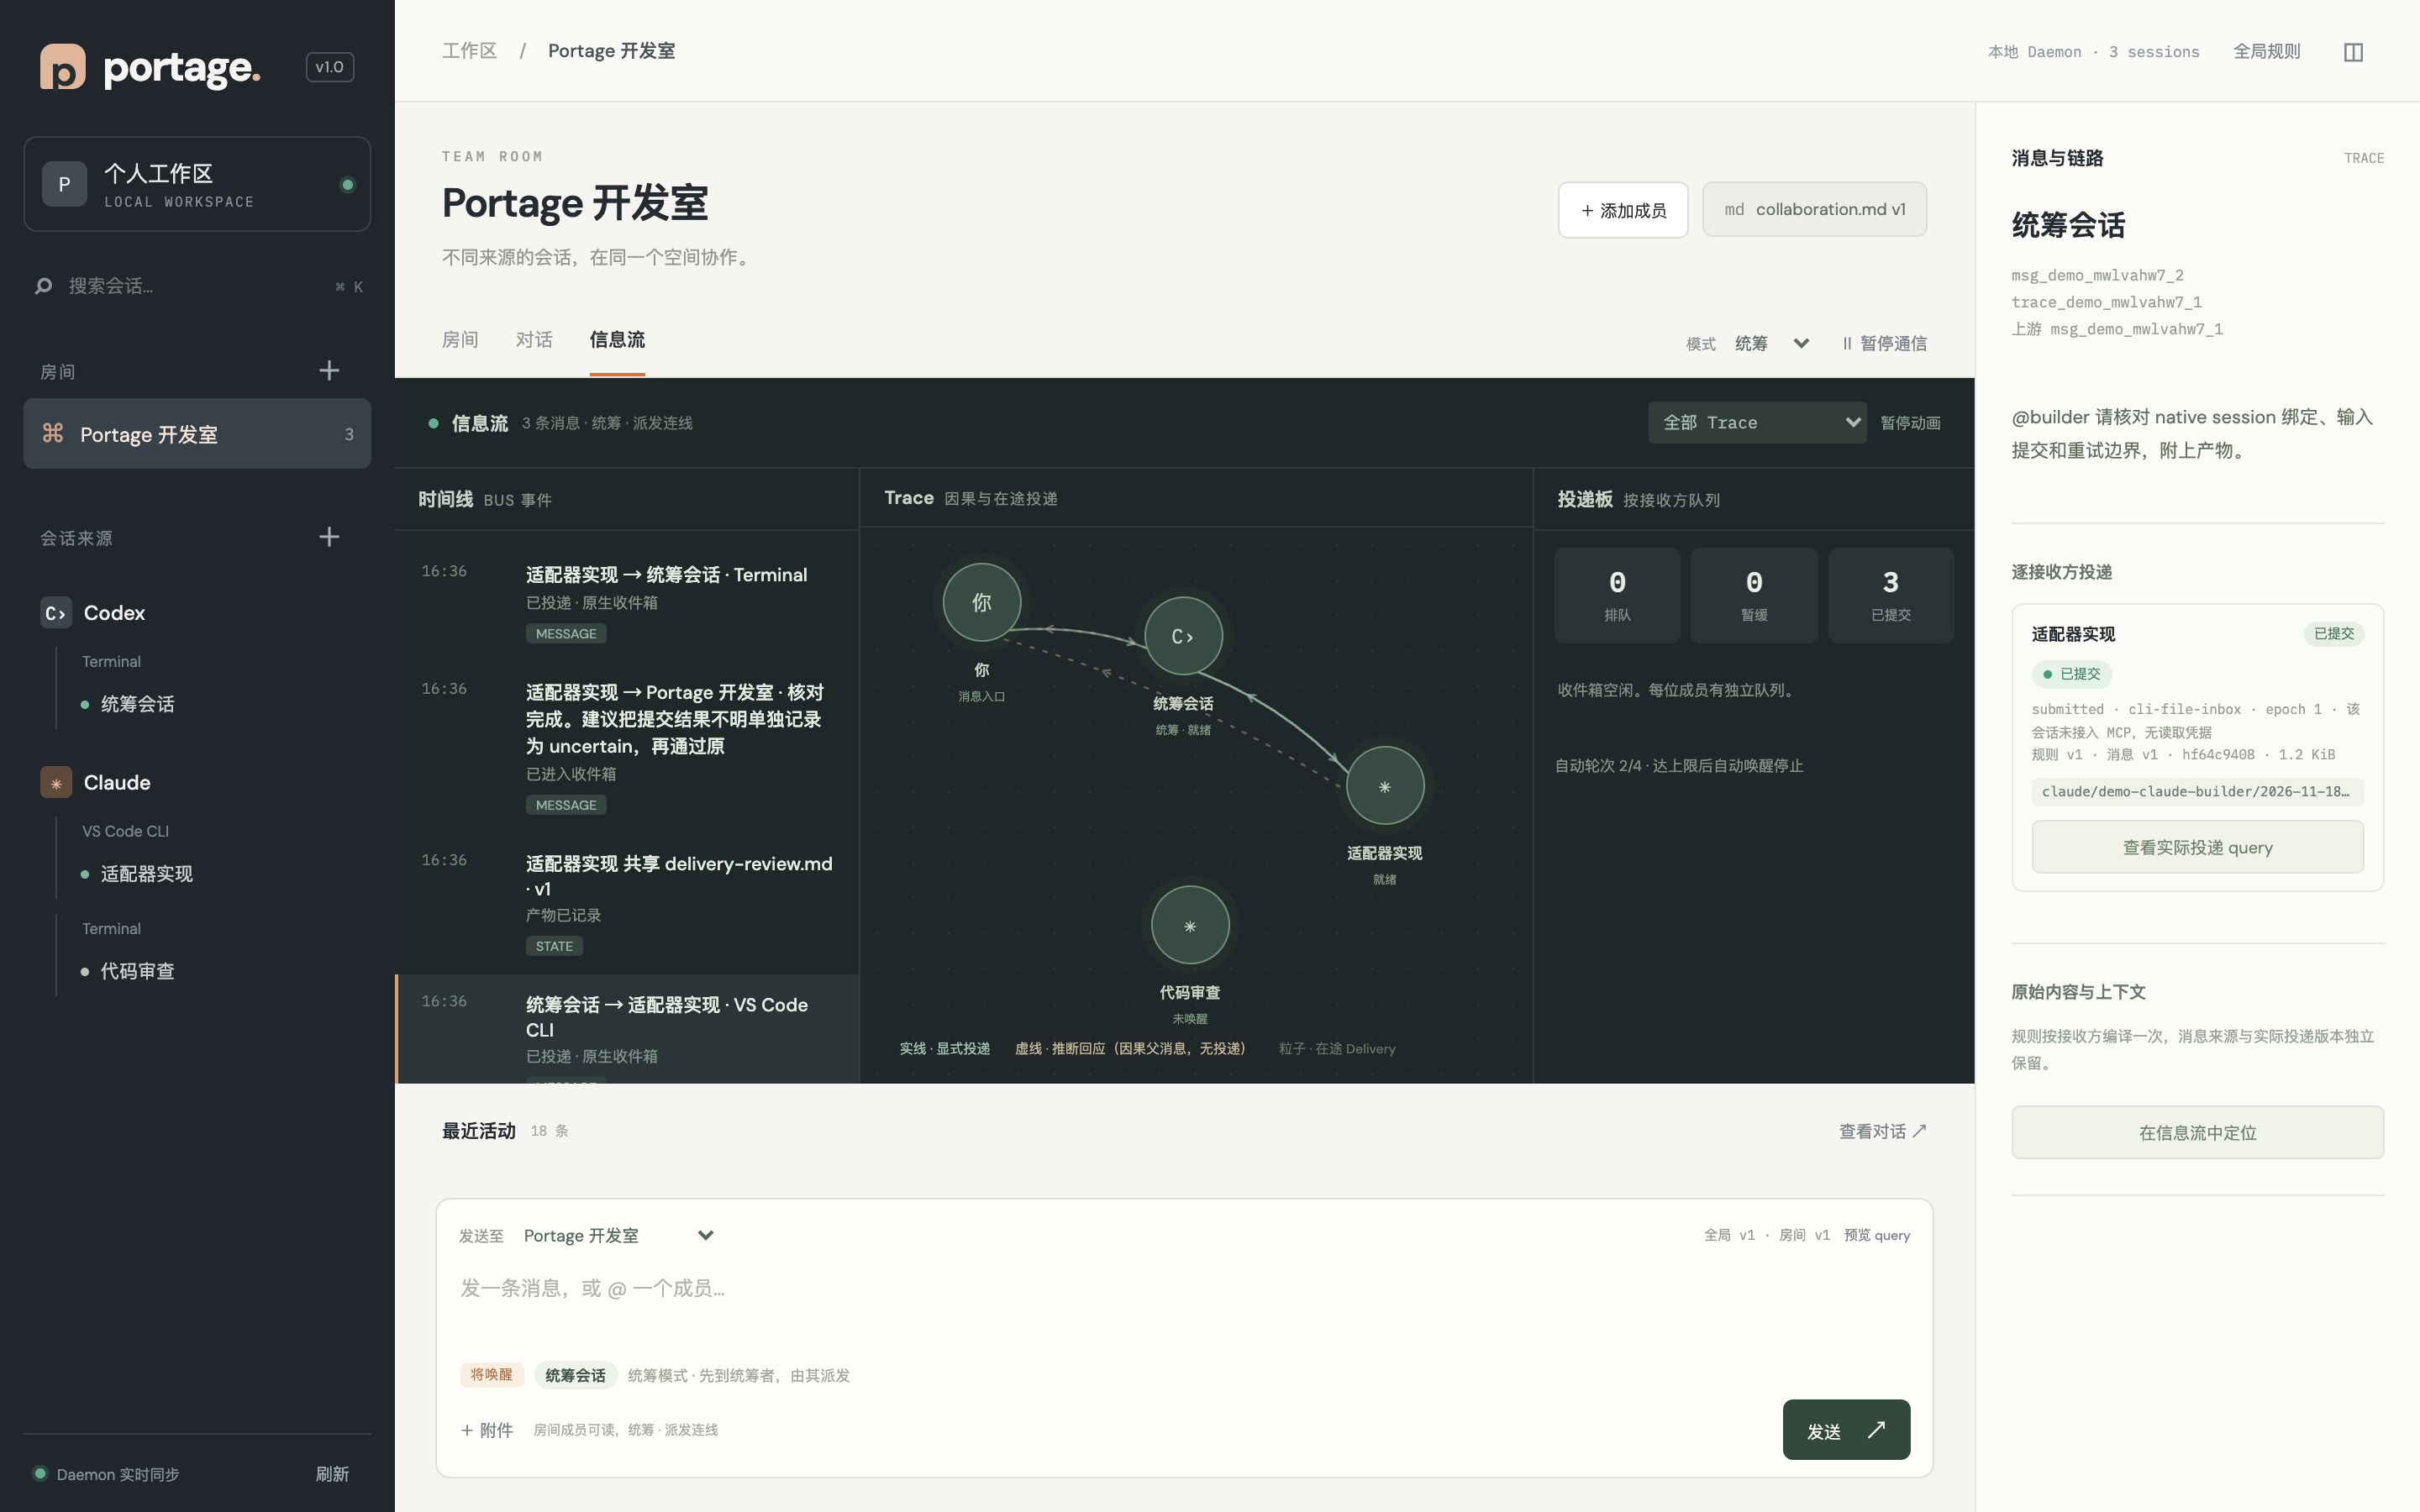 portage.
v1.0
P
个人工作区
LOCAL WORKSPACE
搜索会话…
⌘ K
房间
⌘ Portage 开发室 3
会话来源
C› Codex
Terminal
统筹会话
✳ Claude
VS Code CLI
适配器实现
Terminal
代码审查
Daemon 实时同步
刷新
工作区 / Portage 开发室
本地 Daemon · 3 sessions
全局规则
TEAM ROOM
Portage 开发室
不同来源的会话，在同一个空间协作。
+ 添加成员
md collaboration.md v1
房间 对话 信息流
模式 统筹
暂停通信
信息流 3 条消息 · 统筹 · 派发连线
全部 Trace
暂停动画
时间线 BUS 事件
16:36
适配器实现 → 统筹会话 · Terminal
已投递 · 原生收件箱
MESSAGE
16:36
适配器实现 → Portage 开发室 · 核对
完成。建议把提交结果不明单独记录
为 uncertain，再通过原
已进入收件箱
MESSAGE
16:36
适配器实现 共享 delivery-review.md
· v1
产物已记录
STATE
16:36
统筹会话 → 适配器实现 · VS Code
CLI
已投递 · 原生收件箱
Trace 因果与在途投递
你
你
消息入口
C›
统筹会话
统筹 · 就绪
✳
适配器实现
就绪
✳
代码审查
未唤醒
实线 · 显式投递
虚线 · 推断回应（因果父消息，无投递）
粒子 · 在途 Delivery
投递板 按接收方队列
0
排队
0
暂缓
3
已提交
收件箱空闲。每位成员有独立队列。
自动轮次 2/4 · 达上限后自动唤醒停止
最近活动 18 条
查看对话 ↗
发送至 Portage 开发室
全局 v1 · 房间 v1 预览 query
发一条消息，或 @ 一个成员…
将唤醒 统筹会话 统筹模式 · 先到统筹者，由其派发
+ 附件 房间成员可读，统筹 · 派发连线
发送 ↗
消息与链路
TRACE
统筹会话
msg_demo_mwlvahw7_2
trace_demo_mwlvahw7_1
上游 msg_demo_mwlvahw7_1
@builder 请核对 native session 绑定、输入
提交和重试边界，附上产物。
逐接收方投递
适配器实现
已提交
已提交
submitted · cli-file-inbox · epoch 1 · 该
会话未接入 MCP，无读取凭据
规则 v1 · 消息 v1 · hf64c9408 · 1.2 KiB
claude/demo-claude-builder/2026-11-18…
查看实际投递 query
原始内容与上下文
规则按接收方编译一次，消息来源与实际投递版本独立
保留。
在信息流中定位